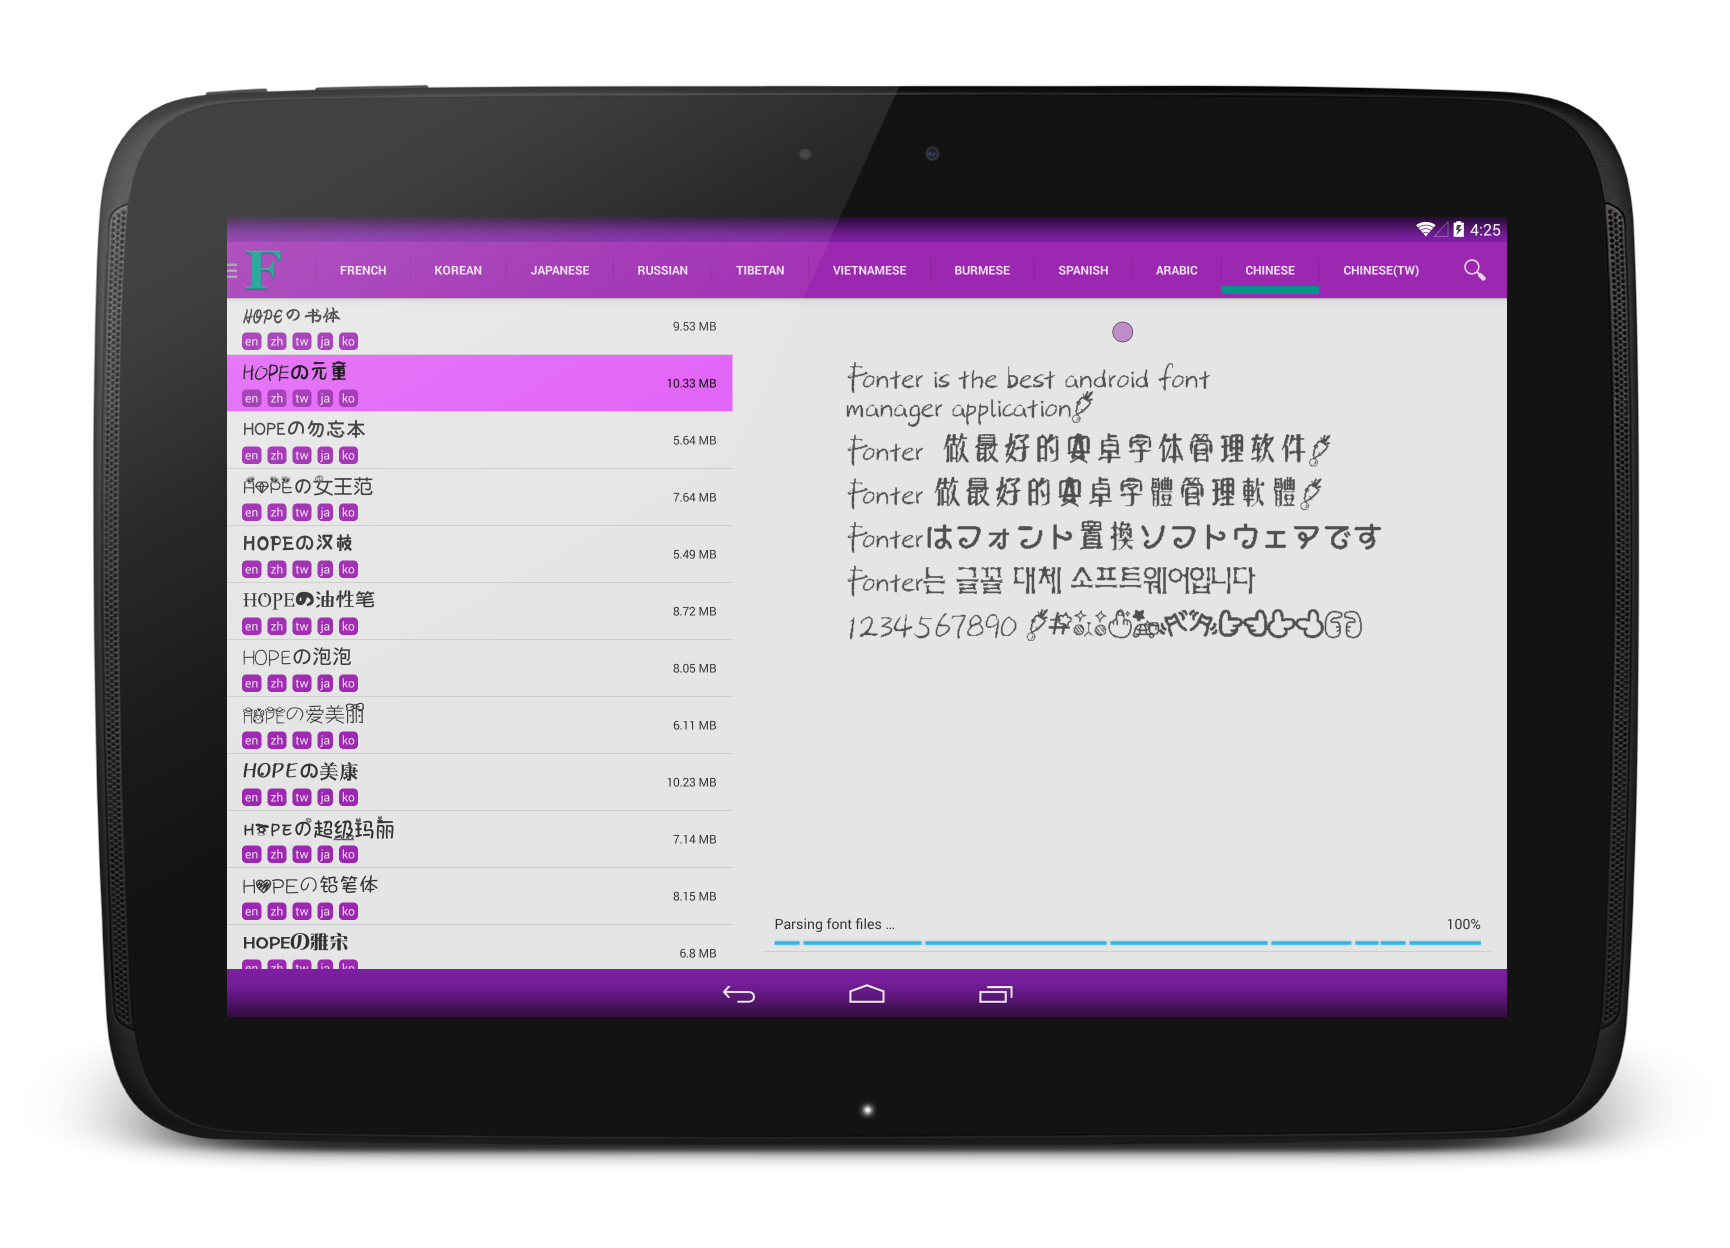 4:25
F FRENCH KOREAN JAPANESE RUSSIAN TIBETAN VIETNAMESE BURMESE SPANISH ARABIC CHINESE CHINESE(TW)
HOPEの书体
9.53 MB
en zh tw ja ko
HOPEの元童
10.33 MB
en zh tw ja ko
HOPEの勿忘本
5.64 MB
en zh tw ja ko
HOPEの女王范
7.64 MB
en zh tw ja ko
HOPEの汉鼓
5.49 MB
en zh tw ja ko
HOPEの油性笔
8.72 MB
en zh tw ja ko
HOPEの泡泡
8.05 MB
en zh tw ja ko
HOPEの爱美丽
6.11 MB
en zh tw ja ko
HOPEの美康
10.23 MB
en zh tw ja ko
HOPEの超级玛丽
7.14 MB
en zh tw ja ko
HOPEの铅笔体
8.15 MB
en zh tw ja ko
HOPEの雅宋
6.8 MB
en zh tw ja ko
Fonter is the best android font
manager application
Fonter 做最好的安卓字体管理软件
Fonter 做最好的安卓字體管理軟體
Fonterはフォント置換ソフトウェアです
Fonter는 글꼴 대체 소프트웨어입니다
1234567890 #
Parsing font files ... 100%